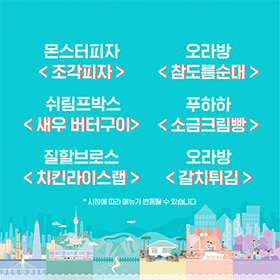 몬스터피자
< 조각피자 >
오라방
< 참도름순대 >
쉬림프박스
< 새우 버터구이>
푸하하
< 소금크림빵 >
질할브로스
< 치킨라이스랩 >
오라방
< 갈치튀김 >
* 사정에 따라 메뉴가 변동될 수 있습니다